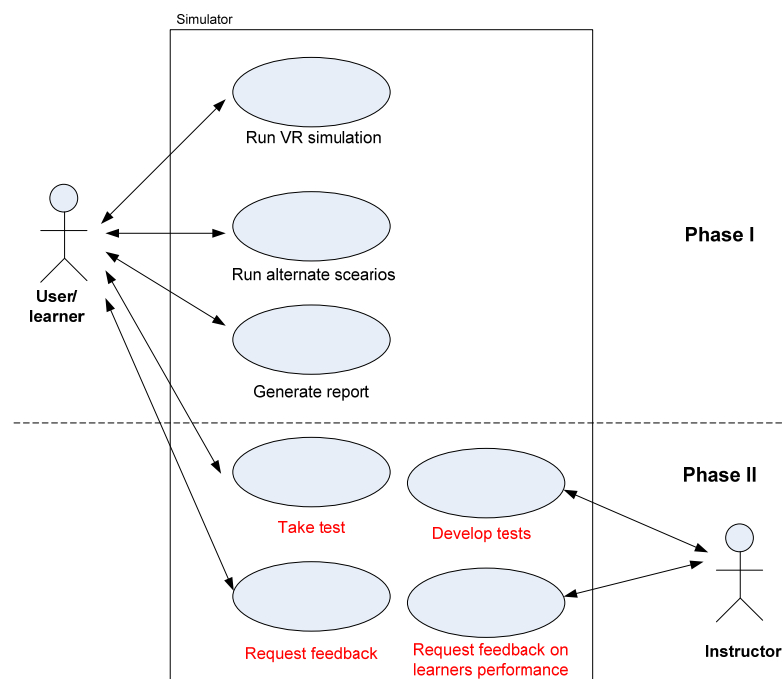 Simulator
Run VR simulation
Run alternate scearios
Phase I
User/
learner
Generate report
Phase II
Take test
Develop tests
Request feedback
Request feedback on
learners performance
Instructor